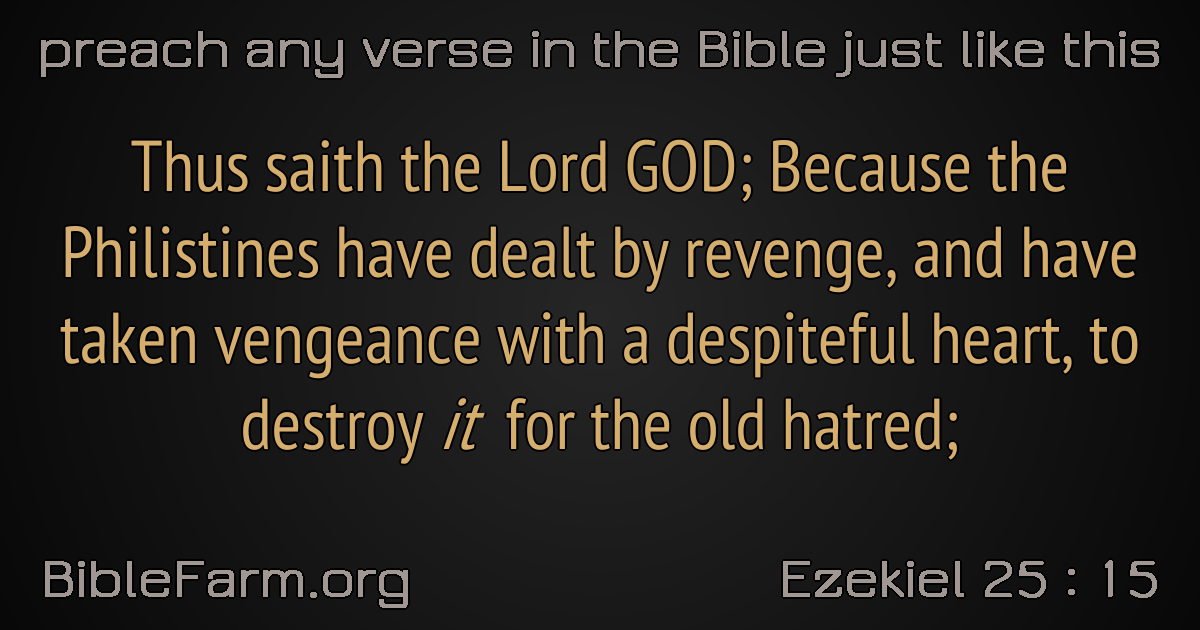 preach any verse in the Bible just like this
Thus saith the Lord GOD; Because the
Philistines have dealt by revenge, and have
taken vengeance with a despiteful heart, to
destroy it for the old hatred;
BibleFarm.org
Ezekiel 25 : 15